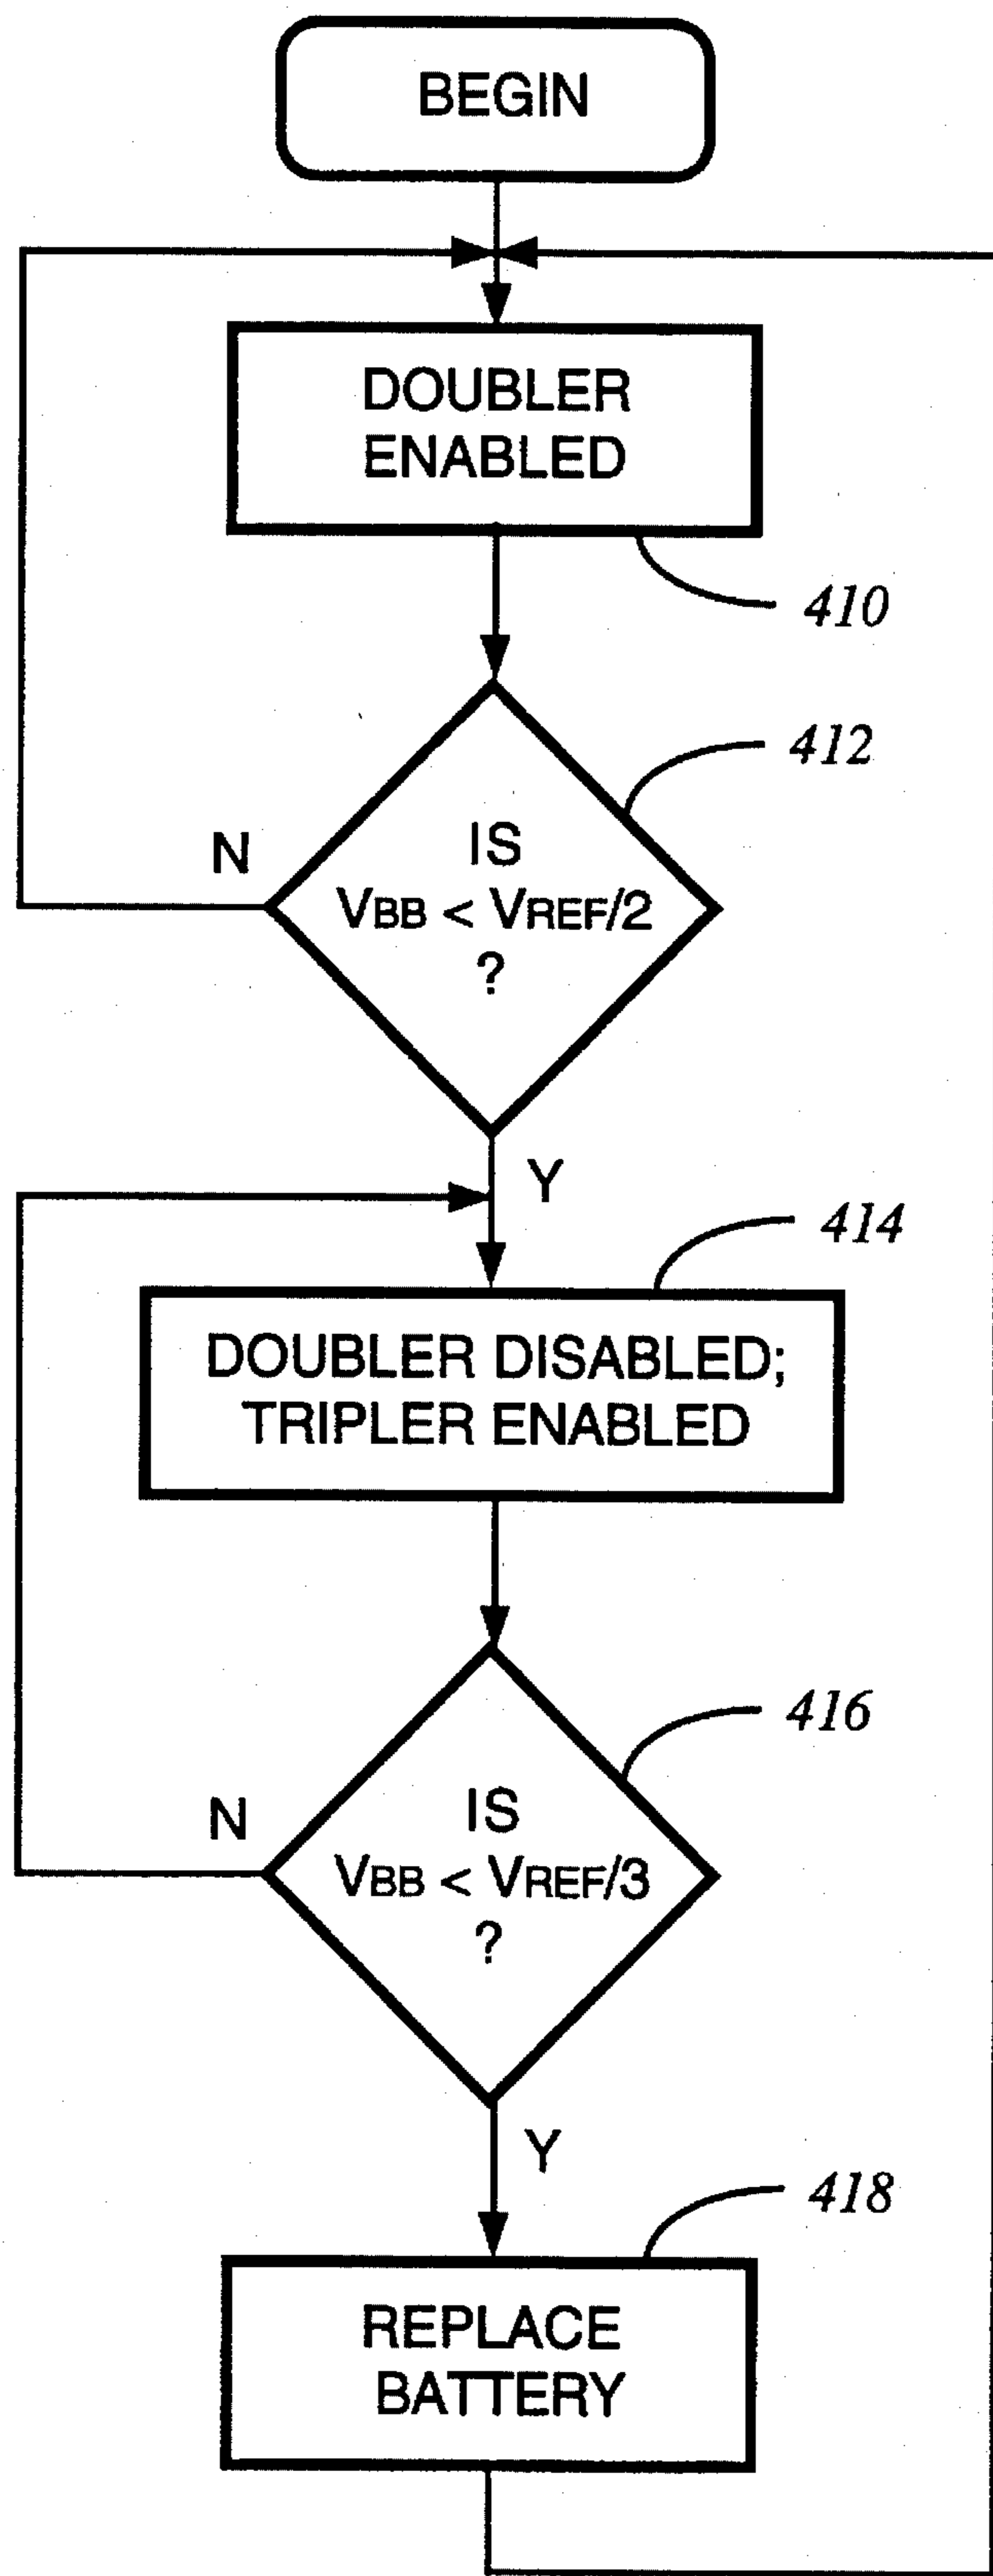 BEGIN
DOUBLER
ENABLED
410
412
IS
VBB < VREF/2
?
N
Y
414
DOUBLER DISABLED;
TRIPLER ENABLED
416
IS
VBB < VREF/3
?
N
Y
418
REPLACE
BATTERY